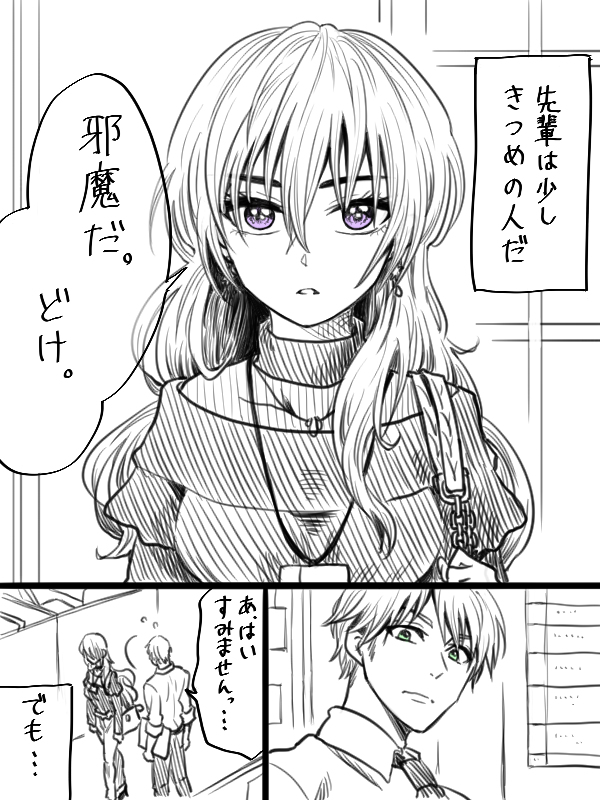 先輩は少し
きつめの人だ
邪魔だ。
どけ。
あ、はい
すみませんっ…
でも…